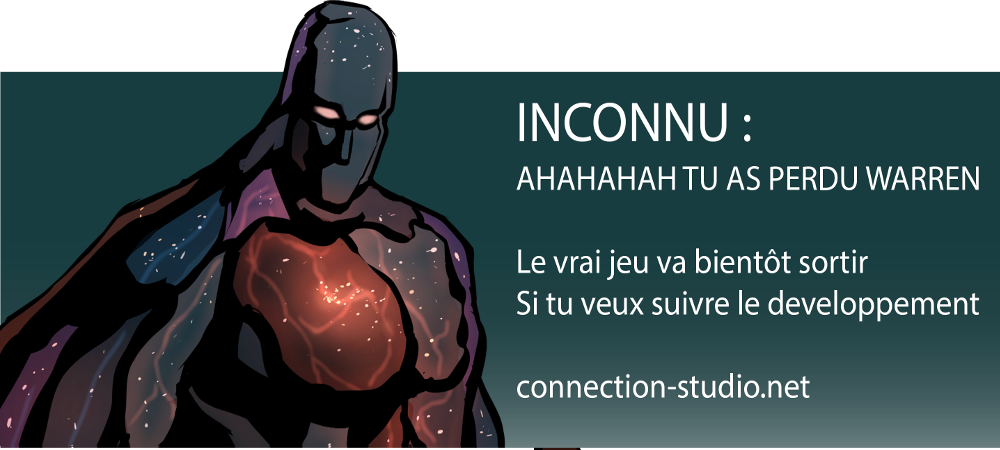 INCONNU :
AHAHAHAH TU AS PERDU WARREN
Le vrai jeu va bientôt sortir
Si tu veux suivre le developpement
connection-studio.net